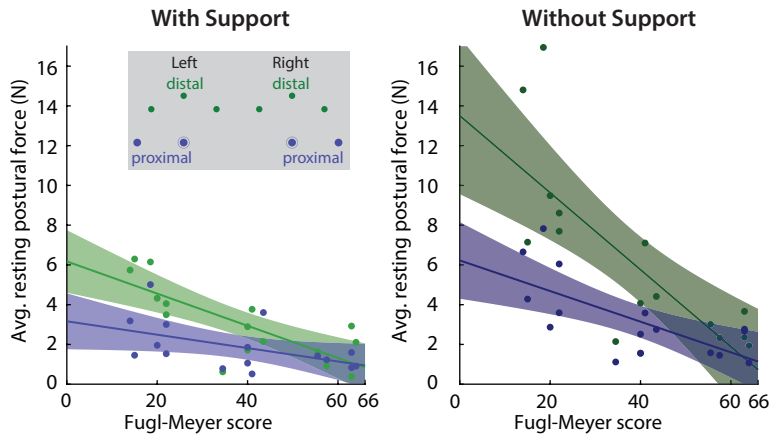 With Support
Without Support
Avg. resting postural force (N)
16
14
12
10
8
6
4
2
0
Left
Right
distal
distal
proximal
proximal
0
20
40
60
66
Fugl-Meyer score
Avg. resting postural force (N)
16
14
12
10
8
6
4
2
0
0
20
40
60
66
Fugl-Meyer score